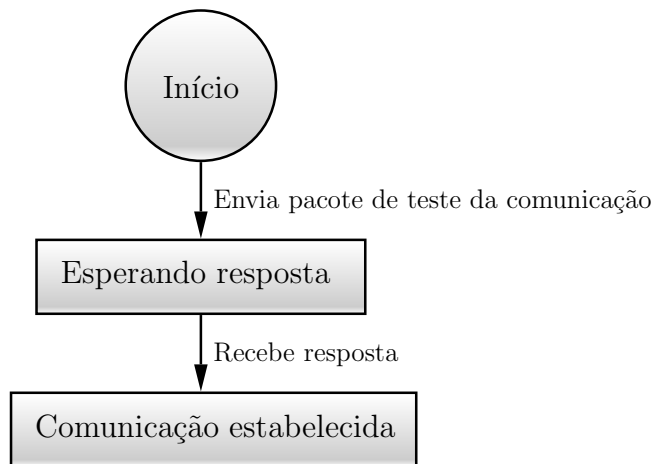 Início
Envia pacote de teste da comunicação
Esperando resposta
Recebe resposta
Comunicação estabelecida